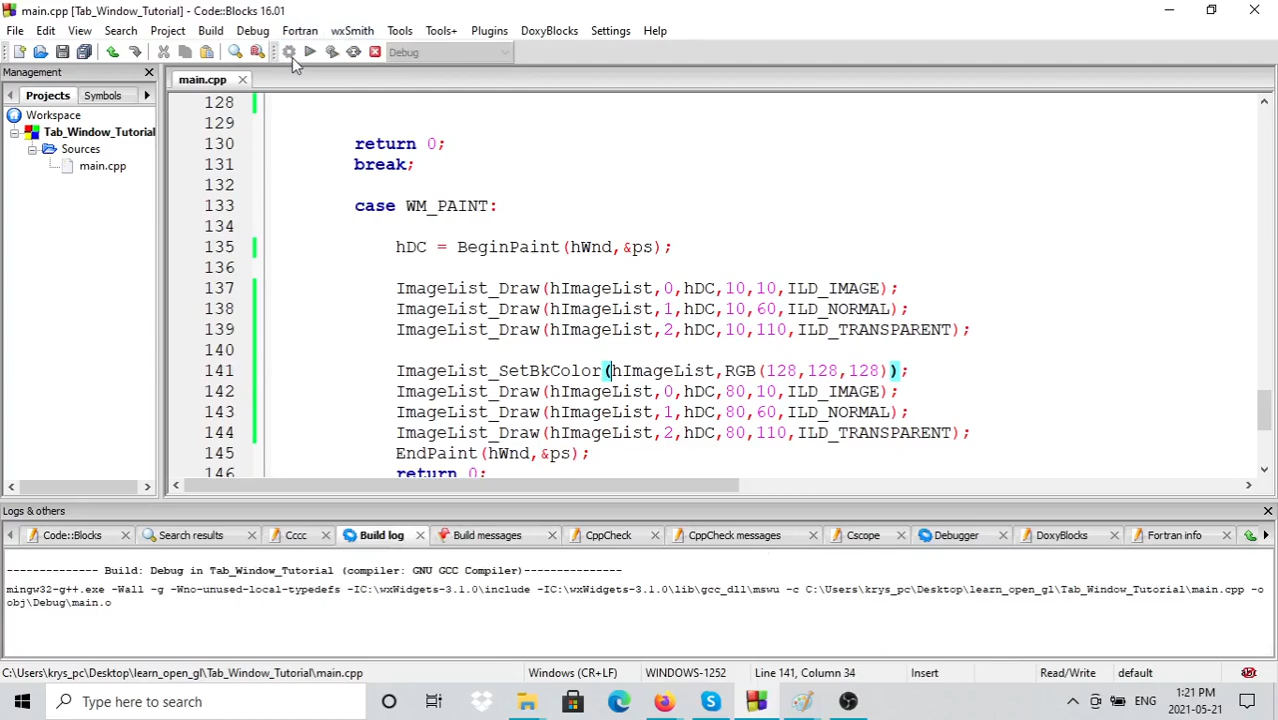 main.cpp [Tab_Window_Tutorial] - Code::Blocks 16.01
File Edit View Search Project Build Debug Fortran wxSmith Tools Tools+ Plugins DoxyBlocks Settings Help
Debug
Management
main.cpp
Projects Symbols
Workspace
Tab_Window_Tutorial
Sources
main.cpp
128
129
130 return 0;
131 break;
132
133 case WM_PAINT:
134
135 hDC = BeginPaint(hWnd,&ps);
136
137 ImageList_Draw(hImageList,0,hDC,10,10,ILD_IMAGE);
138 ImageList_Draw(hImageList,1,hDC,10,60,ILD_NORMAL);
139 ImageList_Draw(hImageList,2,hDC,10,110,ILD_TRANSPARENT);
140
141 ImageList_SetBkColor(hImageList,RGB(128,128,128));
142 ImageList_Draw(hImageList,0,hDC,80,10,ILD_IMAGE);
143 ImageList_Draw(hImageList,1,hDC,80,60,ILD_NORMAL);
144 ImageList_Draw(hImageList,2,hDC,80,110,ILD_TRANSPARENT);
145 EndPaint(hWnd,&ps);
146 return 0;
Logs & others
Code::Blocks Search results Cccc Build log Build messages CppCheck CppCheck messages Cscope Debugger DoxyBlocks Fortran info
-------------- Build: Debug in Tab_Window_Tutorial (compiler: GNU GCC Compiler)---------------
mingw32-g++.exe -Wall -g -Wno-unused-local-typedefs -IC:\wxWidgets-3.1.0\include -IC:\wxWidgets-3.1.0\lib\gcc_dll\mswu -c C:\Users\krys_pc\Desktop\learn_open_gl\Tab_Window_Tutorial\main.cpp -o
obj\Debug\main.o
C:\Users\krys_pc\Desktop\learn_open_gl\Tab_Window_Tutorial\main.cpp Windows (CR+LF) WINDOWS-1252 Line 141, Column 34 Insert Read/Write default
Type here to search
ENG
1:21 PM
2021-05-21